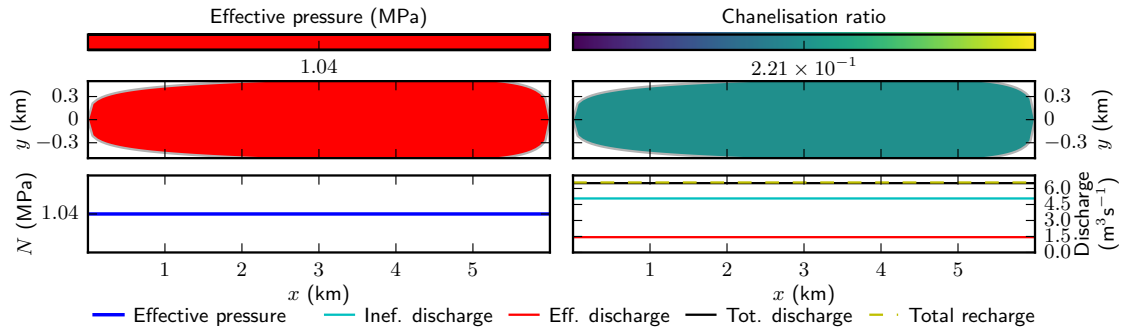 Effective pressure (MPa)
Chanelisation ratio
1.04
2.21 × 10⁻¹
0.3
0
−0.3
y (km)
0.3
0
−0.3
y (km)
N (MPa)
1.04
6.0
4.5
3.0
1.5
0.0
Discharge
(m³s⁻¹)
1 2 3 4 5
x (km)
1 2 3 4 5
x (km)
Effective pressure Inef. discharge Eff. discharge Tot. discharge Total recharge